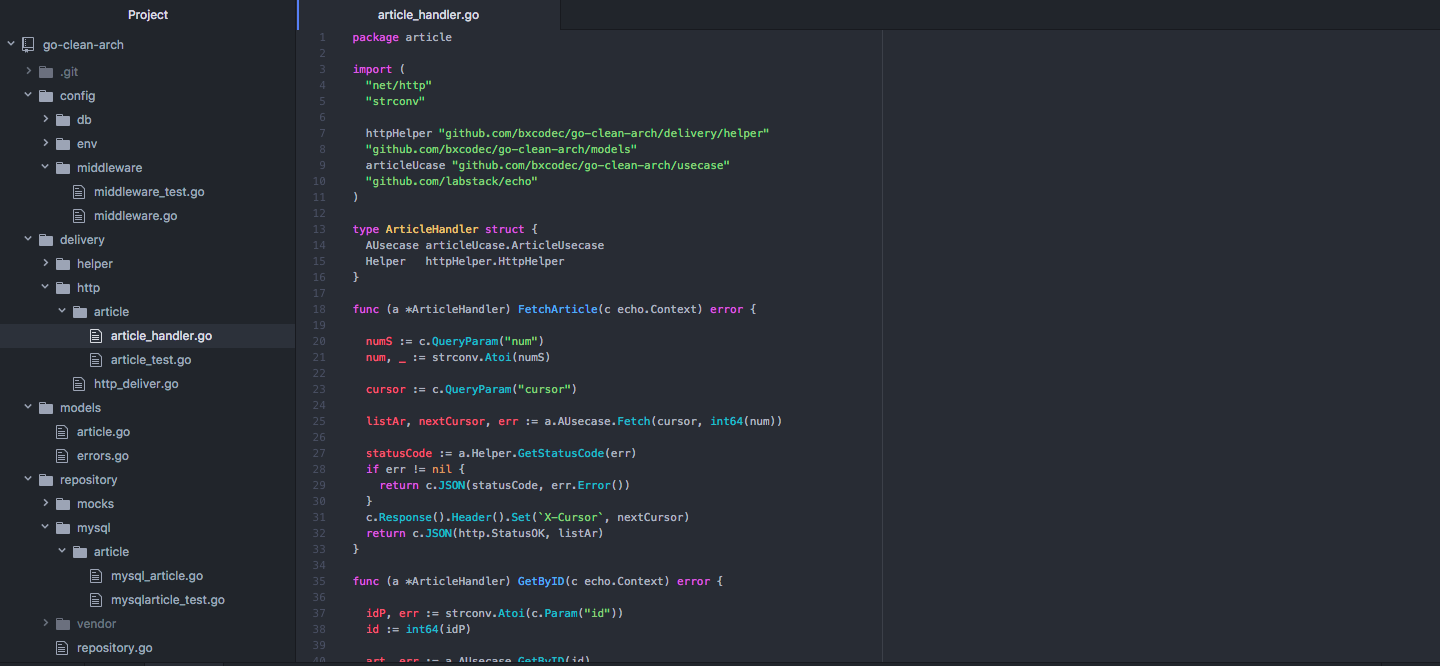 Project
go-clean-arch
.git
config
db
env
middleware
middleware_test.go
middleware.go
delivery
helper
http
article
article_handler.go
article_test.go
http_deliver.go
models
article.go
errors.go
repository
mocks
mysql
article
mysql_article.go
mysqlarticle_test.go
vendor
repository.go
article_handler.go
1 package article
2
3 import (
4 "net/http"
5 "strconv"
6
7 httpHelper "github.com/bxcodec/go-clean-arch/delivery/helper"
8 "github.com/bxcodec/go-clean-arch/models"
9 articleUcase "github.com/bxcodec/go-clean-arch/usecase"
10 "github.com/labstack/echo"
11 )
12
13 type ArticleHandler struct {
14 AUsecase articleUcase.ArticleUsecase
15 Helper httpHelper.HttpHelper
16 }
17
18 func (a *ArticleHandler) FetchArticle(c echo.Context) error {
19
20 numS := c.QueryParam("num")
21 num, _ := strconv.Atoi(numS)
22
23 cursor := c.QueryParam("cursor")
24
25 listAr, nextCursor, err := a.AUsecase.Fetch(cursor, int64(num))
26
27 statusCode := a.Helper.GetStatusCode(err)
28 if err != nil {
29 return c.JSON(statusCode, err.Error())
30 }
31 c.Response().Header().Set(`X-Cursor`, nextCursor)
32 return c.JSON(http.StatusOK, listAr)
33 }
34
35 func (a *ArticleHandler) GetByID(c echo.Context) error {
36
37 idP, err := strconv.Atoi(c.Param("id"))
38 id := int64(idP)
39
40 art, err := a.AUsecase.GetByID(id)